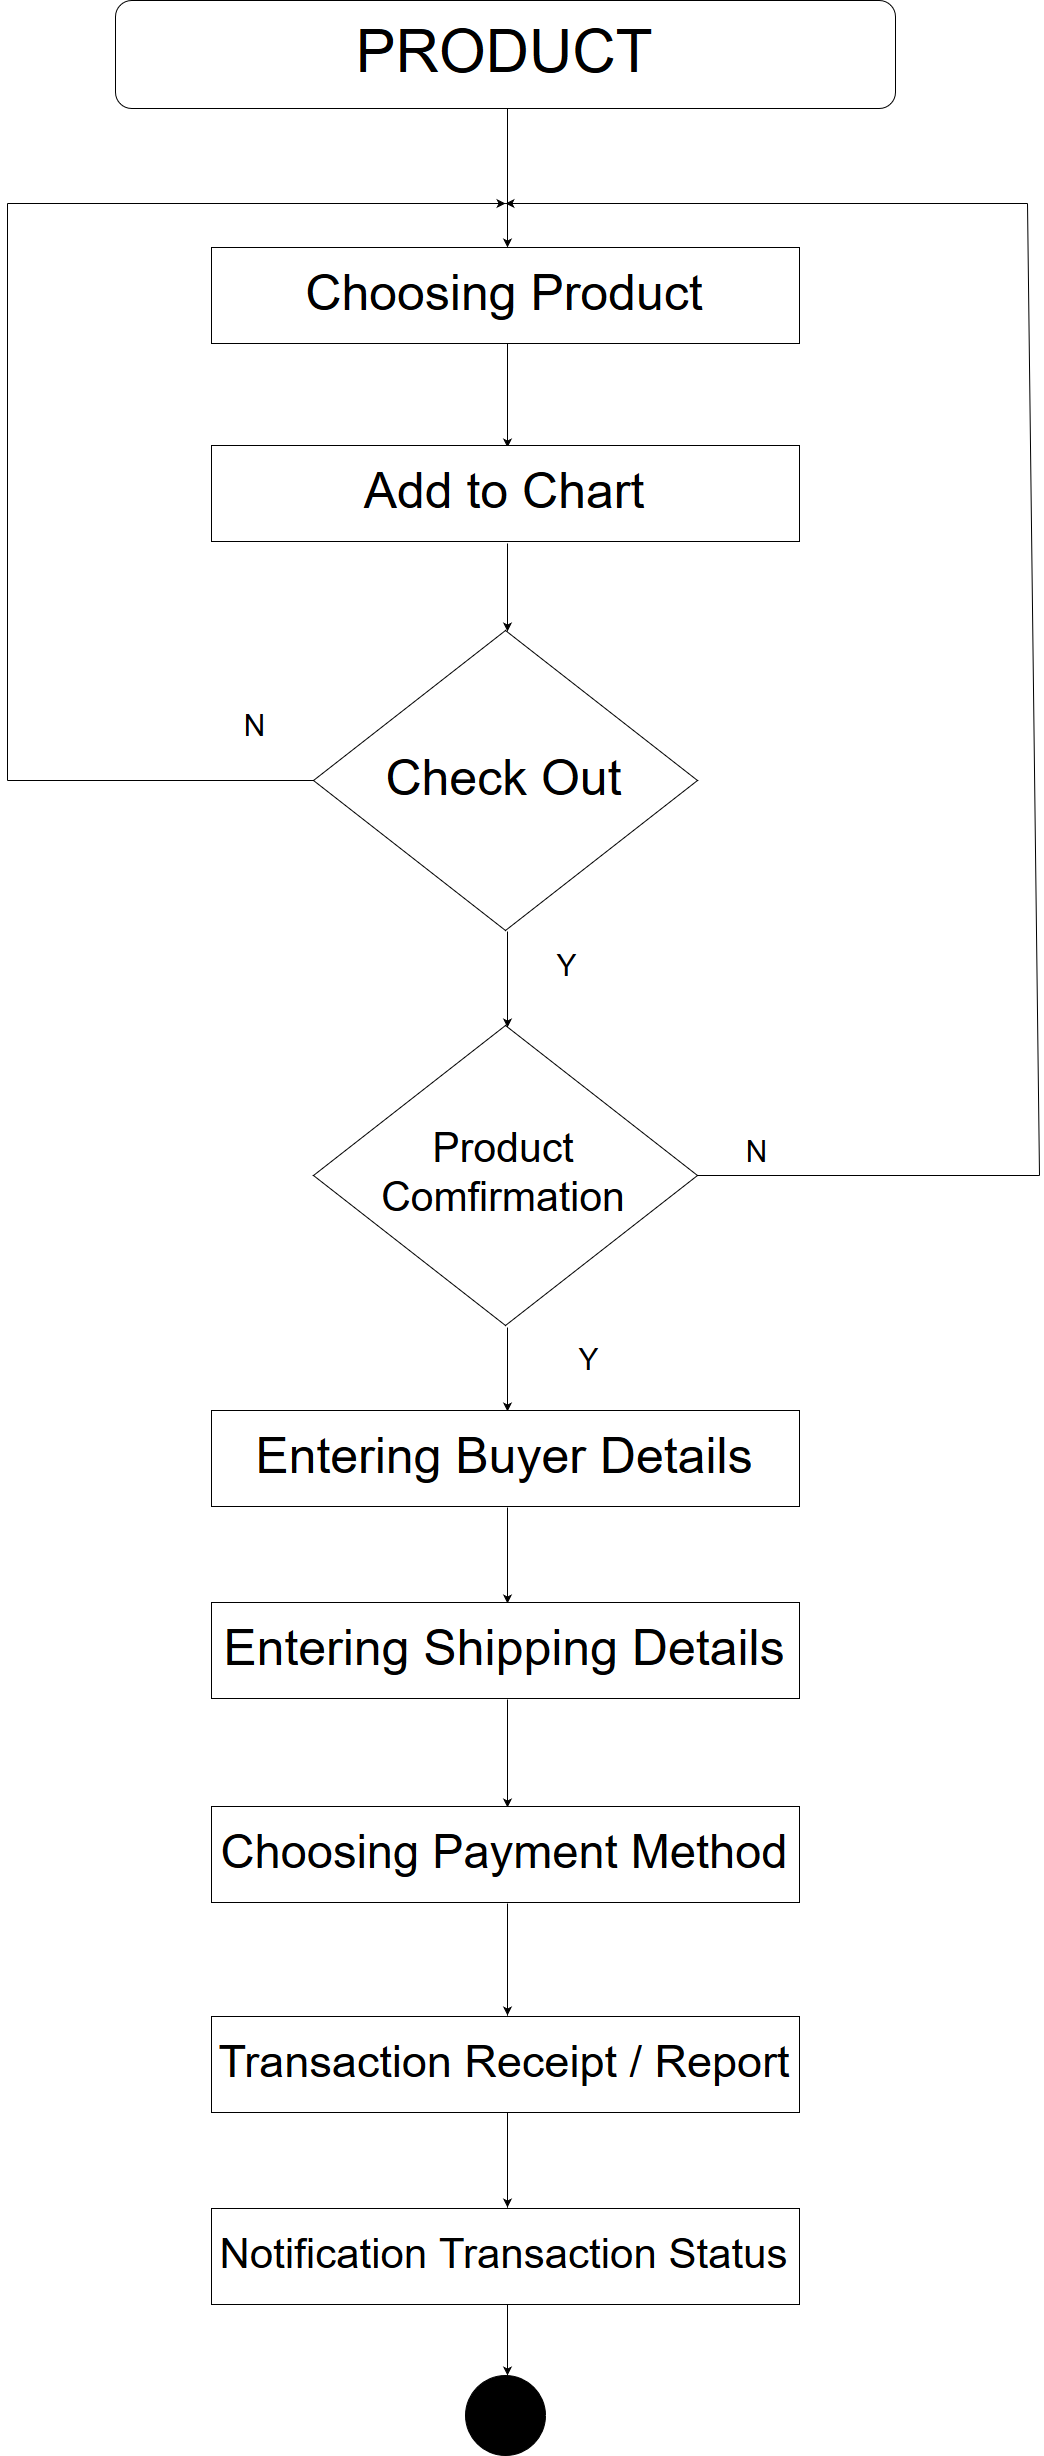 PRODUCT
Choosing Product
Add to Chart
Check Out
N
Y
Product
Comfirmation
N
Y
Entering Buyer Details
Entering Shipping Details
Choosing Payment Method
Transaction Receipt / Report
Notification Transaction Status